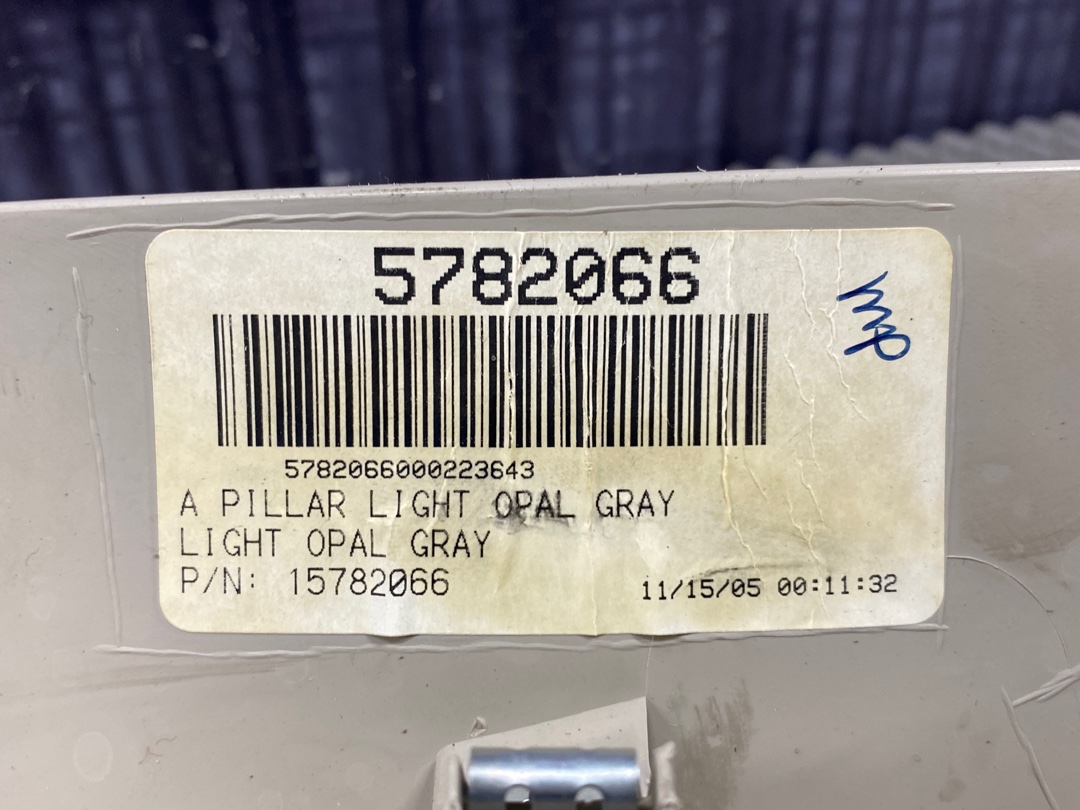 5782066
5782066000223643
A PILLAR LIGHT OPAL GRAY
LIGHT OPAL GRAY
P/N: 15782066
11/15/05 00:11:32